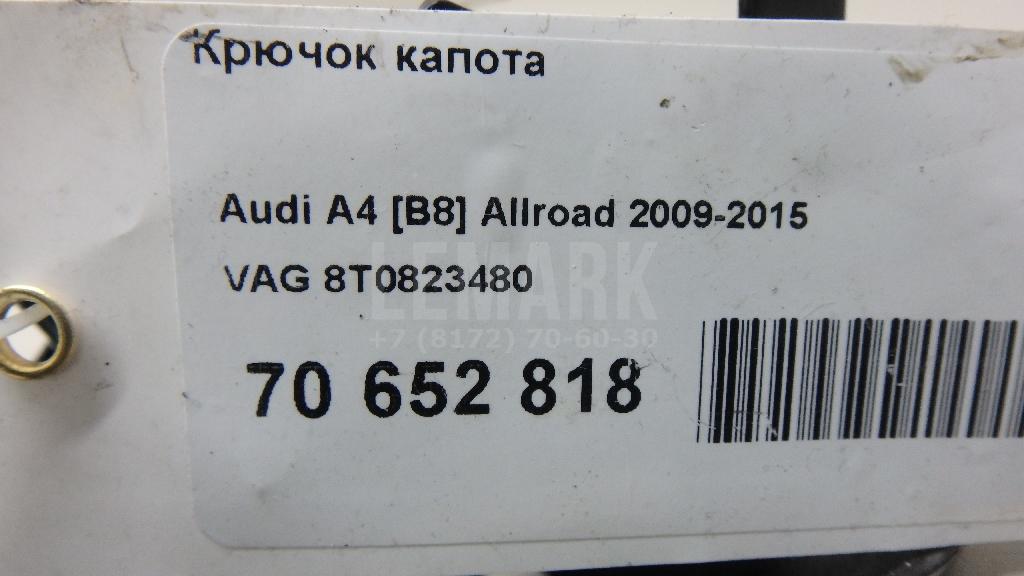 Крючок капота
Audi A4 [B8] Allroad 2009-2015
VAG 8T0823480
LEMARK
+7 (8172) 70-60-30
70 652 818